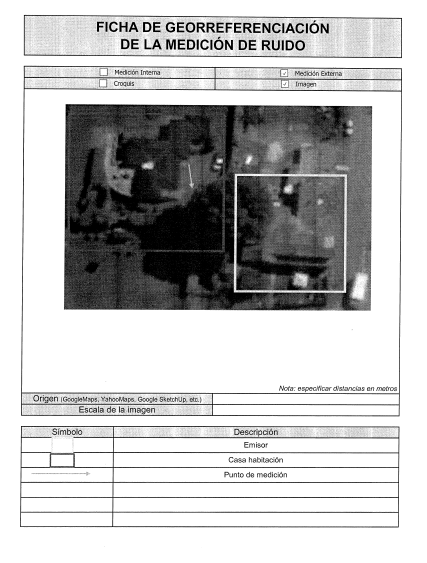 FICHA DE GEORREFERENCIACIÓN
DE LA MEDICIÓN DE RUIDO
Medición Interna
Medición Externa
Croquis
Imagen
Nota: especificar distancias en metros
Origen (GoogleMaps, YahooMaps, Google SketchUp, etc.)
Escala de la imagen
Símbolo Descripción
Emisor
Casa habitación
Punto de medición